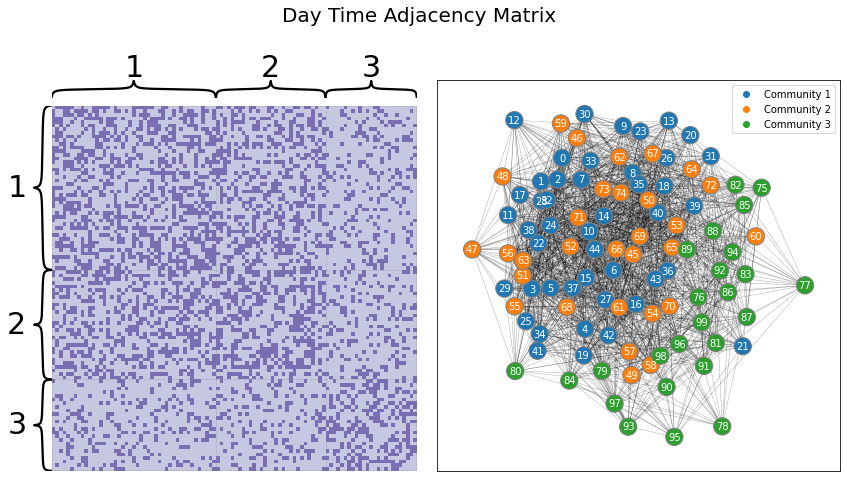 Day Time Adjacency Matrix
1 2 3
1
2
3
Community 1
Community 2
Community 3
12 59 30 46 9 23 13 20
0 33 62 67 26 31 64
48 1 2 7 8 35 18 72 82 75
17 32 73 74 50 39 85
11 71 14 40
38 24 10 69 53 88 60
47 22 52 44 66 45 65 89 94
56 63 6 36 92 83
51 15 43 77
29 3 5 37 27 76 86
55 68 61 16 54 70 87
25 4 99
34 42 96 81 21
41 19 57 98 91
80 84 79 49 58 90
97
93 95 78